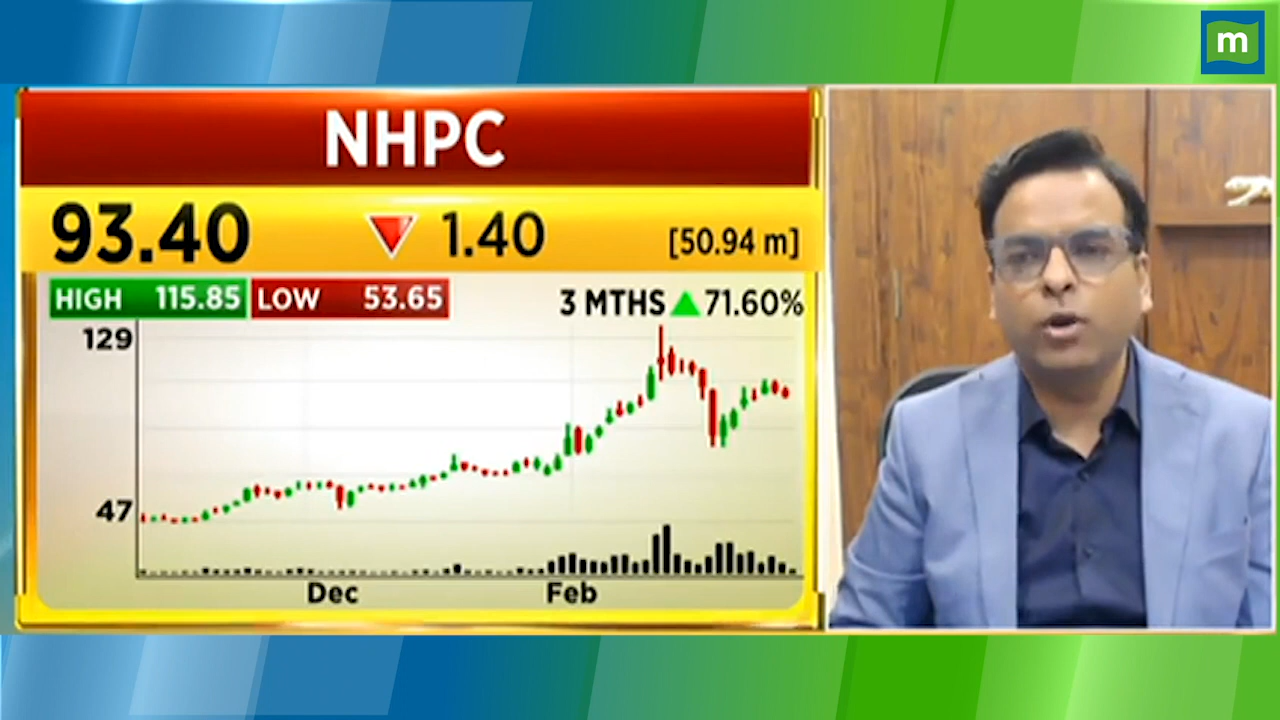 m
NHPC
93.40 ▼ 1.40 [50.94 m]
HIGH 115.85 LOW 53.65 3 MTHS ▲ 71.60%
129
47
Dec Feb